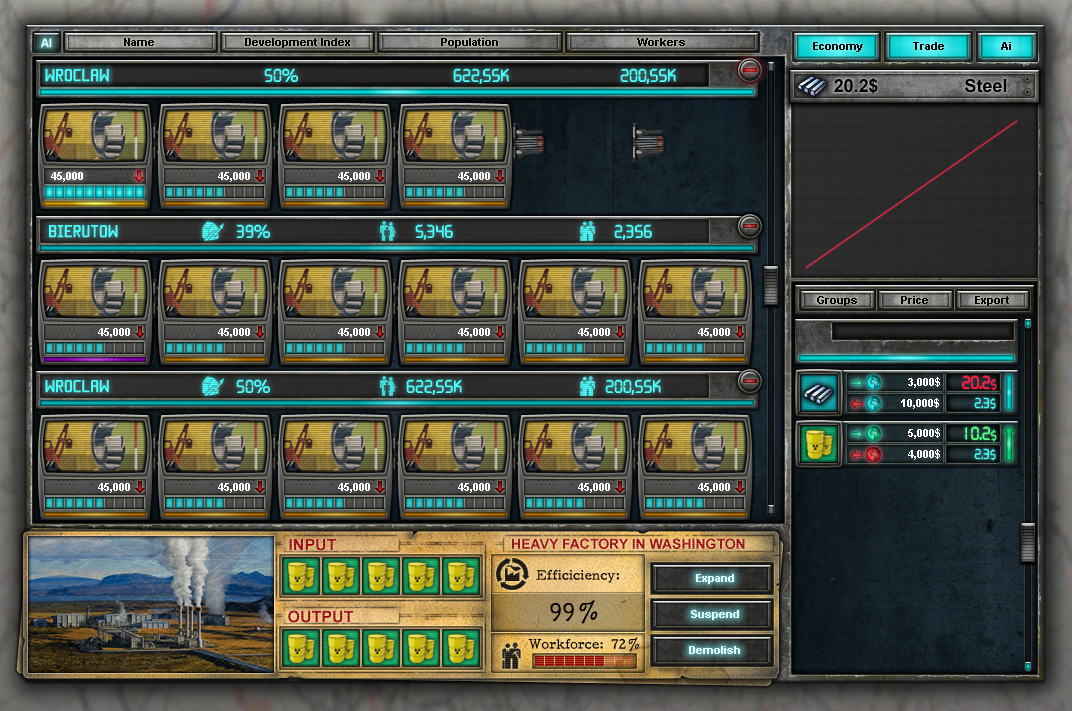 AI Name Development Index Population Workers
Economy Trade Ai
WROCLAW 50% 622,55K 200,55K
20.2$ Steel
45,000 45,000 45,000 45,000
BIERUTOW 39% 5,346 2,356
45,000 45,000 45,000 45,000 45,000 45,000
WROCLAW 50% 622,55K 200,55K
45,000 45,000 45,000 45,000 45,000 45,000
Groups Price Export
3,000$ 20.2$
10,000$ 2.3$
5,000$ 10.2$
4,000$ 2.3$
INPUT
OUTPUT
HEAVY FACTORY IN WASHINGTON
Efficiciency:
99%
Workforce: 72%
Expand
Suspend
Demolish